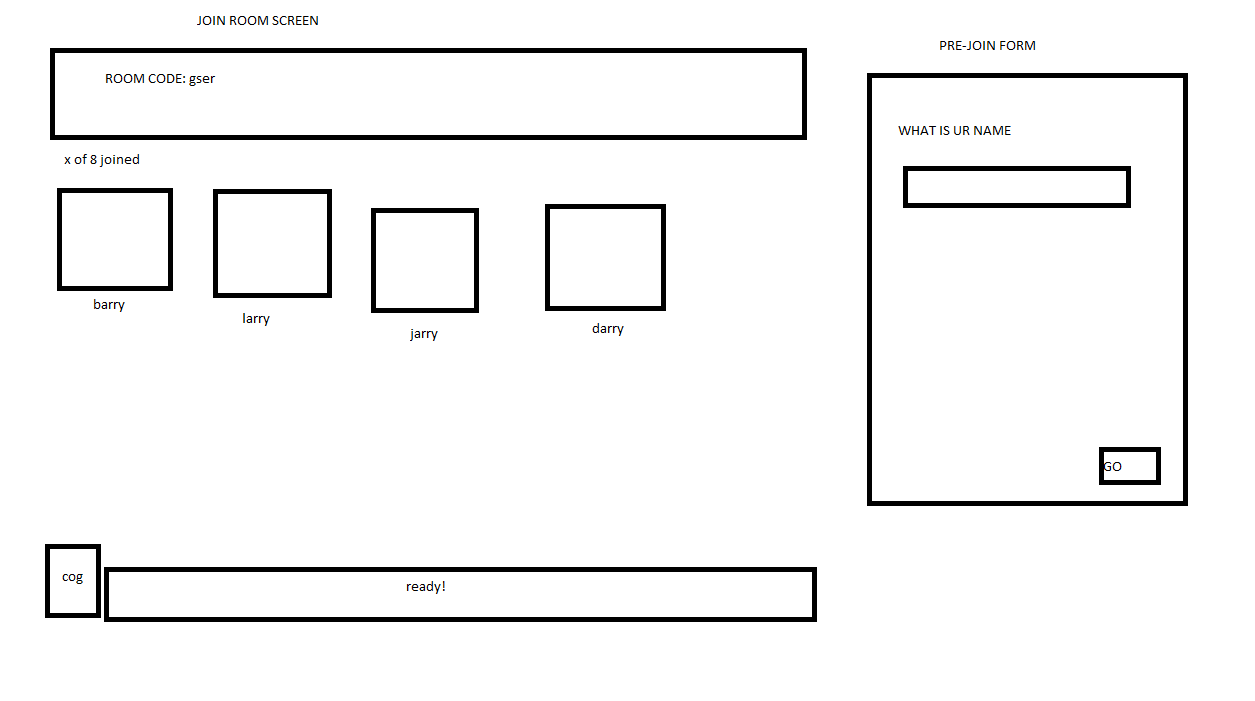 JOIN ROOM SCREEN
ROOM CODE: gser
x of 8 joined
barry
larry
jarry
darry
cog
ready!
PRE-JOIN FORM
WHAT IS UR NAME
GO